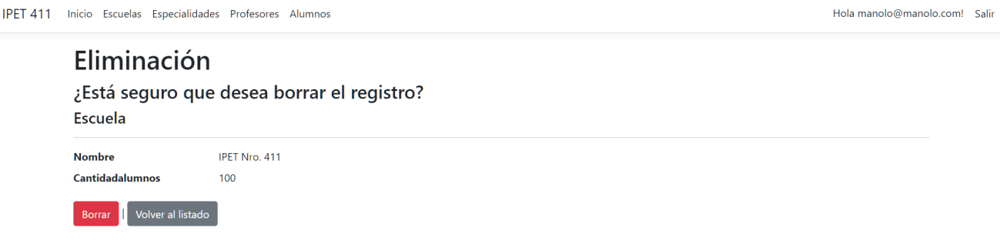 IPET 411 Inicio Escuelas Especialidades Profesores Alumnos Hola manolo@manolo.com! Salir
Eliminación
¿Está seguro que desea borrar el registro?
Escuela
Nombre IPET Nro. 411
Cantidadalumnos 100
Borrar | Volver al listado